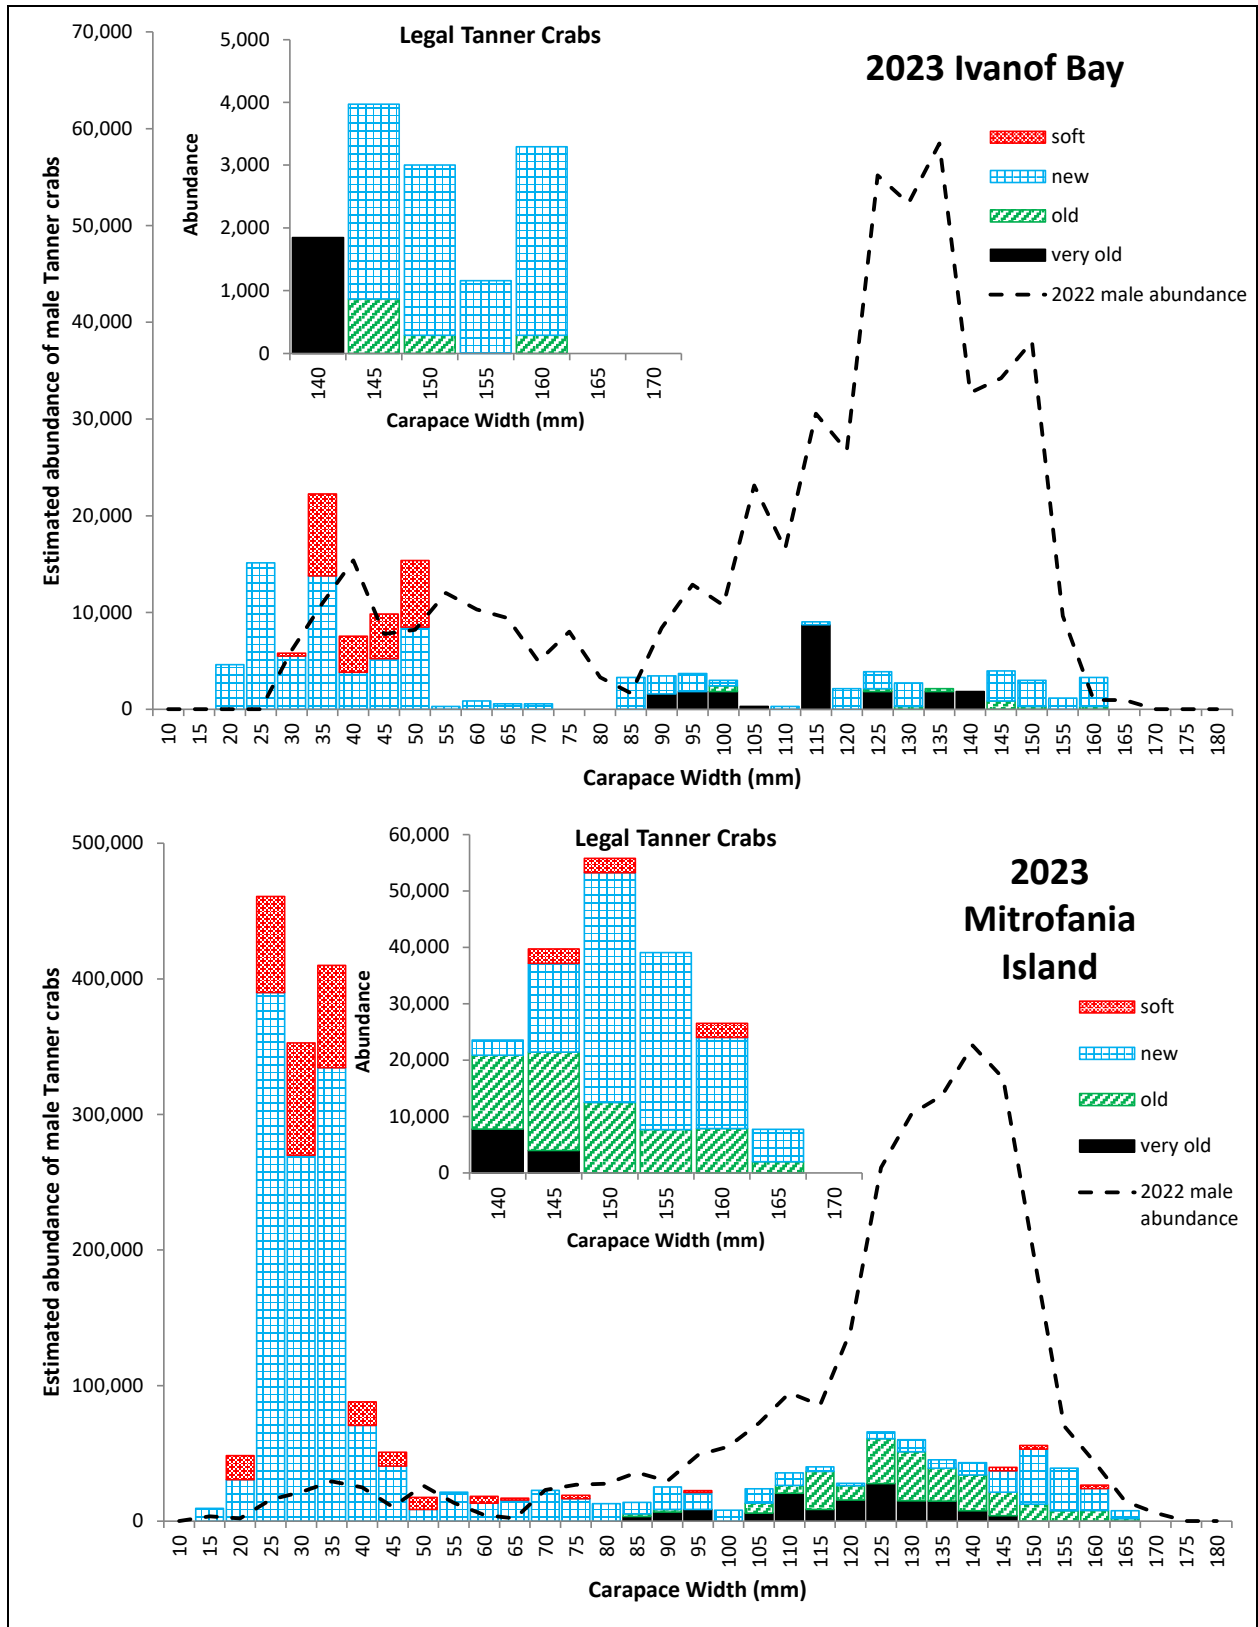 70,000
60,000
50,000
40,000
30,000
20,000
10,000
0
Estimated abundance of male Tanner crabs
10 15 20 25 30 35 40 45 50 55 60 65 70 75 80 85 90 95 100 105 110 115 120 125 130 135 140 145 150 155 160 165 170 175 180
Carapace Width (mm)
Legal Tanner Crabs
5,000
4,000
3,000
2,000
1,000
0
Abundance
140 145 150 155 160 165 170
Carapace Width (mm)
2023 Ivanof Bay
soft
new
old
very old
2022 male abundance
500,000
400,000
300,000
200,000
100,000
0
Estimated abundance of male Tanner crabs
10 15 20 25 30 35 40 45 50 55 60 65 70 75 80 85 90 95 100 105 110 115 120 125 130 135 140 145 150 155 160 165 170 175 180
Carapace Width (mm)
Legal Tanner Crabs
60,000
50,000
40,000
30,000
20,000
10,000
0
Abundance
140 145 150 155 160 165 170
Carapace Width (mm)
2023
Mitrofania
Island
soft
new
old
very old
2022 male
abundance